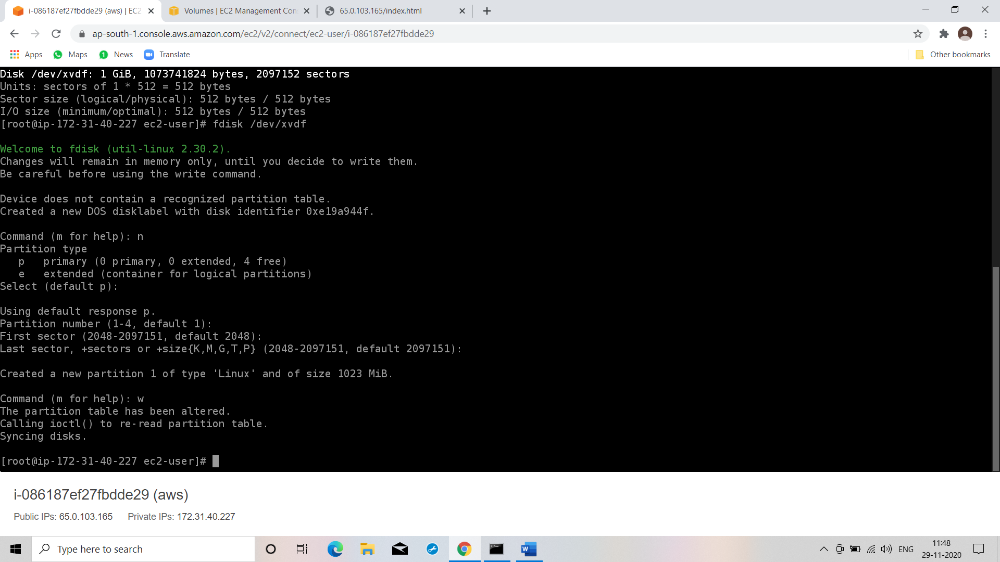 i-086187ef27fbdde29 (aws) | EC2
Volumes | EC2 Management Con
65.0.103.165/index.html
ap-south-1.console.aws.amazon.com/ec2/v2/connect/ec2-user/i-086187ef27fbdde29
Apps
Maps
1
News
Translate
Other bookmarks
Disk /dev/xvdf: 1 GiB, 1073741824 bytes, 2097152 sectors
Units: sectors of 1 * 512 = 512 bytes
Sector size (logical/physical): 512 bytes / 512 bytes
I/O size (minimum/optimal): 512 bytes / 512 bytes
[root@ip-172-31-40-227 ec2-user]# fdisk /dev/xvdf
Welcome to fdisk (util-linux 2.30.2).
Changes will remain in memory only, until you decide to write them.
Be careful before using the write command.
Device does not contain a recognized partition table.
Created a new DOS disklabel with disk identifier 0xe19a944f.
Command (m for help): n
Partition type
p   primary (0 primary, 0 extended, 4 free)
e   extended (container for logical partitions)
Select (default p):
Using default response p.
Partition number (1-4, default 1):
First sector (2048-2097151, default 2048):
Last sector, +sectors or +size{K,M,G,T,P} (2048-2097151, default 2097151):
Created a new partition 1 of type 'Linux' and of size 1023 MiB.
Command (m for help): w
The partition table has been altered.
Calling ioctl() to re-read partition table.
Syncing disks.
[root@ip-172-31-40-227 ec2-user]#
i-086187ef27fbdde29 (aws)
Public IPs: 65.0.103.165 Private IPs: 172.31.40.227
Type here to search
W
ENG
11:48
29-11-2020